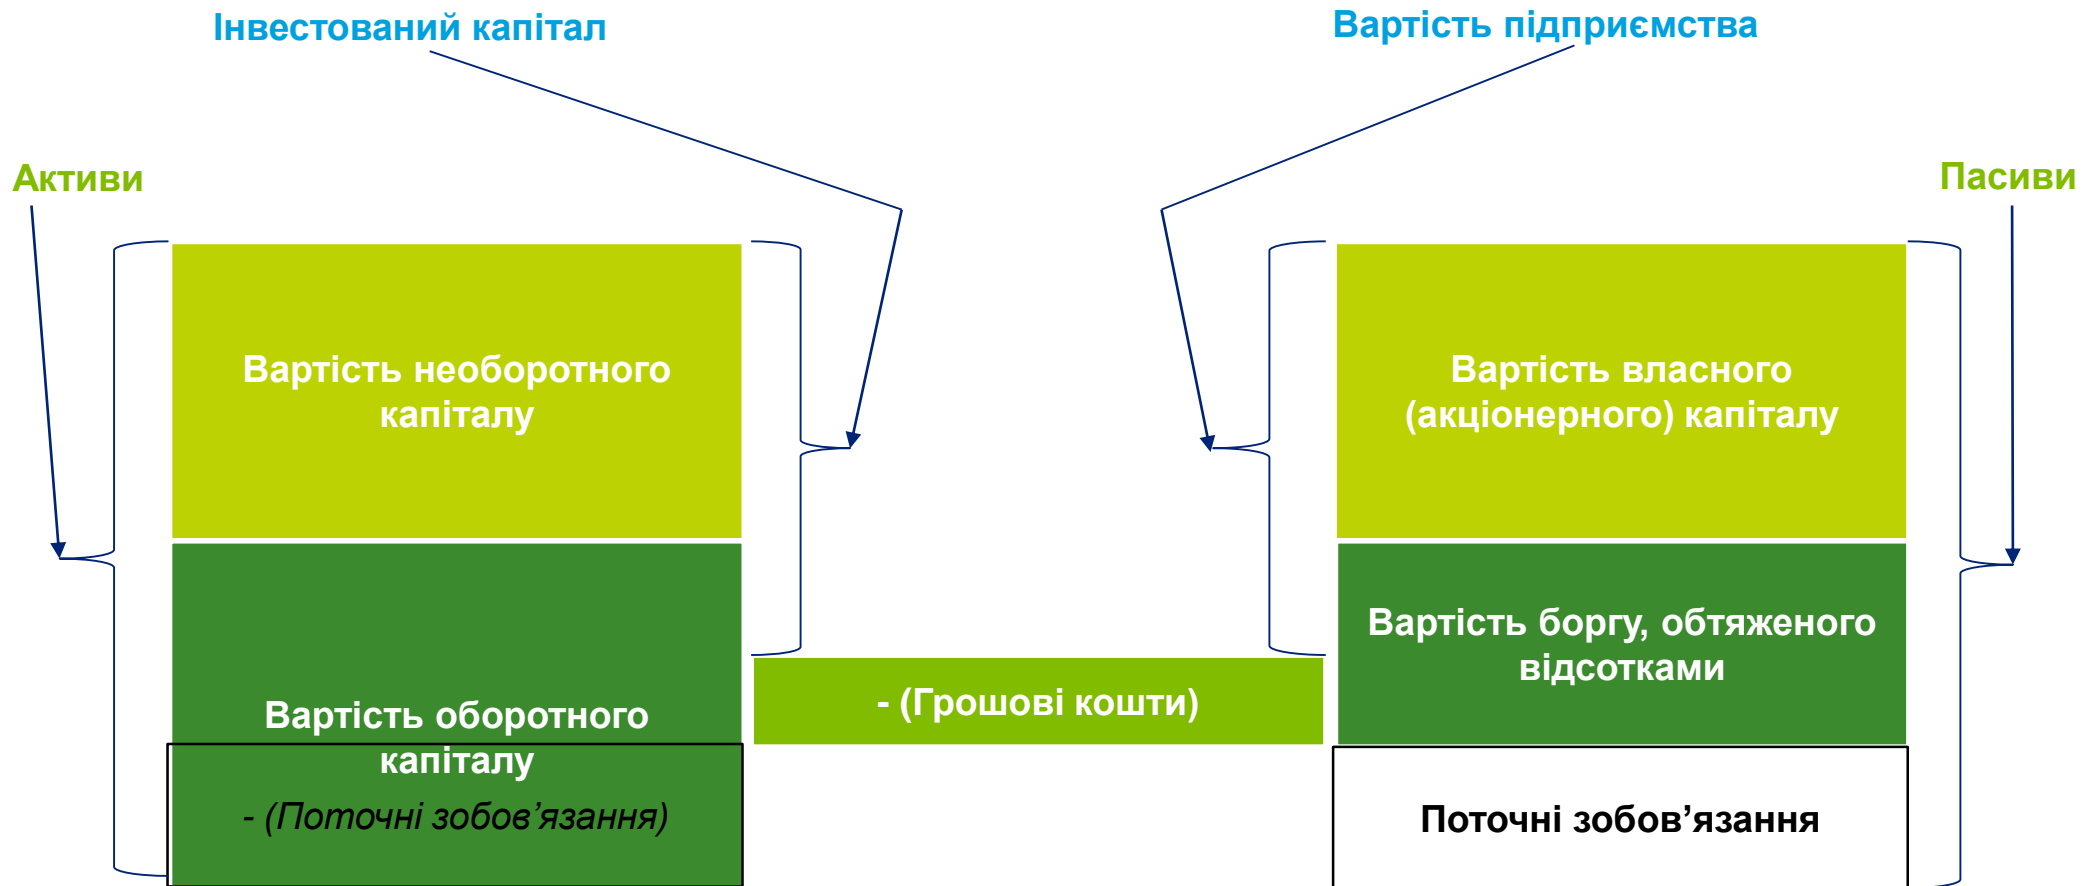 Інвестований капітал
Вартість підприємства
Активи
Пасиви
Вартість необоротного
капіталу
Вартість власного
(акціонерного) капіталу
Вартість оборотного
капіталу
- (Поточні зобов’язання)
- (Грошові кошти)
Вартість боргу, обтяженого
відсотками
Поточні зобов’язання